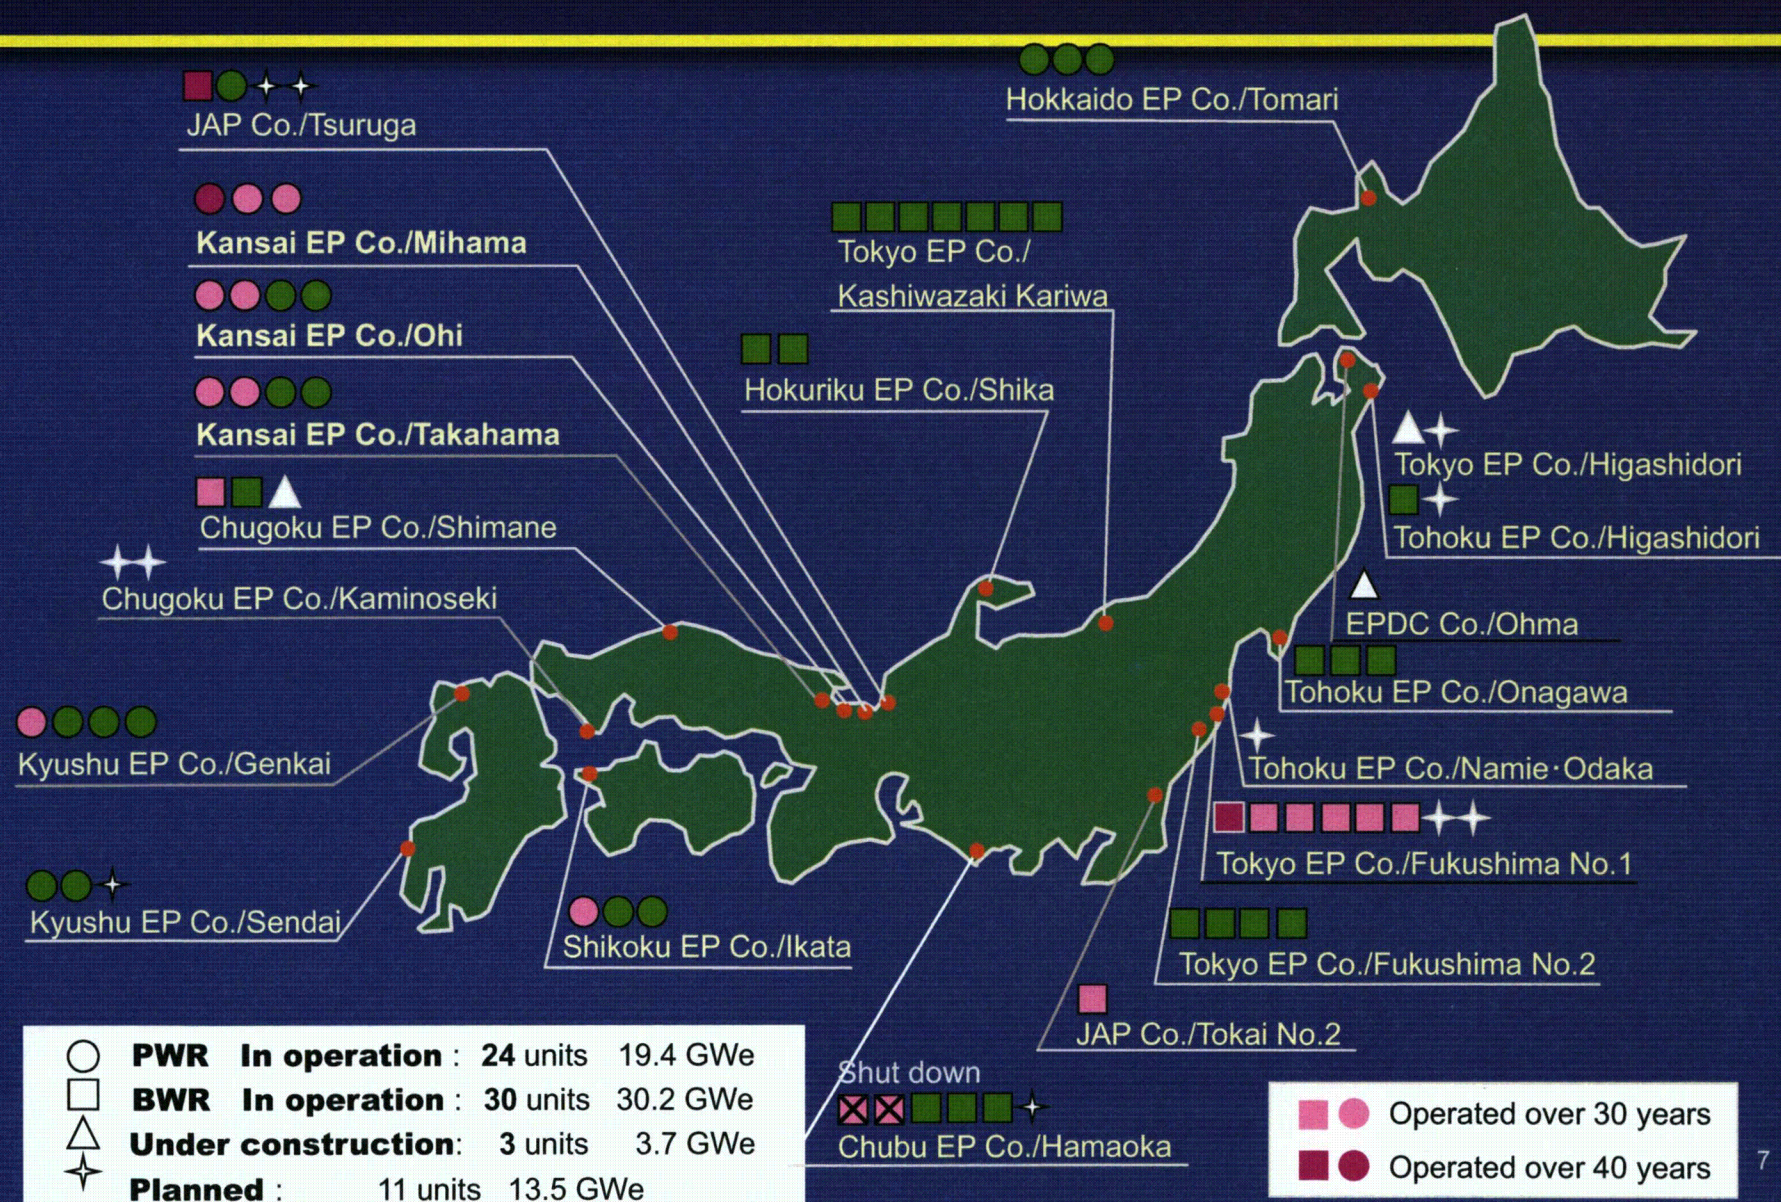 Hokkaido EP Co./Tomari
JAP Co./Tsuruga
Kansai EP Co./Mihama
Tokyo EP Co./
Kashiwazaki Kariwa
Kansai EP Co./Ohi
Hokuriku EP Co./Shika
Kansai EP Co./Takahama
Tokyo EP Co./Higashidori
Chugoku EP Co./Shimane
Tohoku EP Co./Higashidori
Chugoku EP Co./Kaminoseki
EPDC Co./Ohma
Tohoku EP Co./Onagawa
Kyushu EP Co./Genkai
Tohoku EP Co./Namie·Odaka
Tokyo EP Co./Fukushima No.1
Kyushu EP Co./Sendai
Shikoku EP Co./Ikata
Tokyo EP Co./Fukushima No.2
JAP Co./Tokai No.2
PWR In operation : 24 units 19.4 GWe
BWR In operation : 30 units 30.2 GWe
Under construction: 3 units 3.7 GWe
Planned : 11 units 13.5 GWe
Shut down
Chubu EP Co./Hamaoka
Operated over 30 years
Operated over 40 years
7